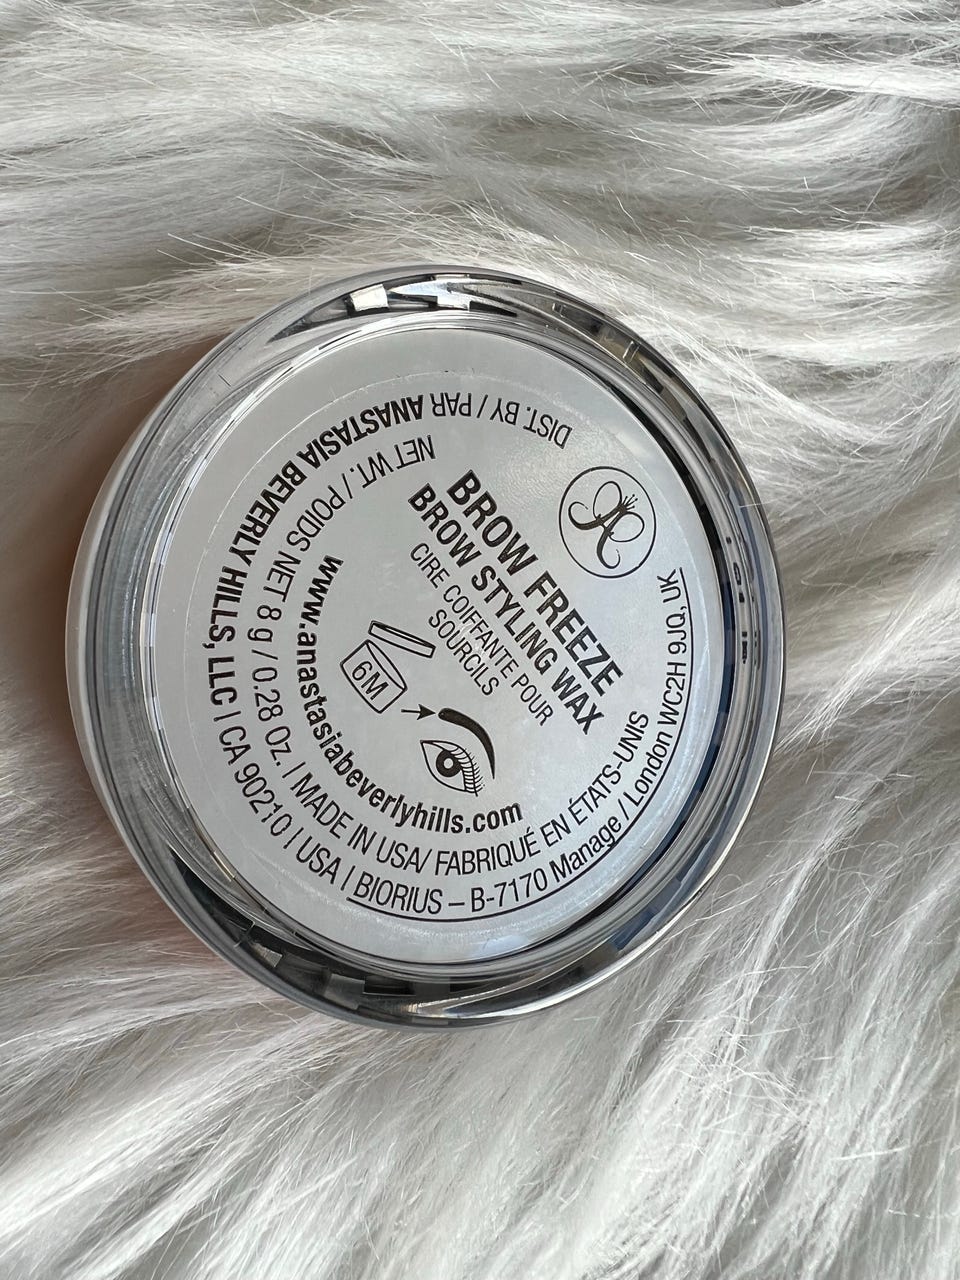 BROW FREEZE
BROW STYLING WAX
CIRE COIFFANTE POUR
SOURCILS
6M
www.anastasiabeverlyhills.com
NET WT. / POIDS NET 8 g / 0.28 Oz. | MADE IN USA/ FABRIQUÉ EN ÉTATS-UNIS
DIST. BY / PAR ANASTASIA BEVERLY HILLS, LLC | CA 90210 | USA | BIORIUS – B-7170 Manage / London WC2H 9JQ, UK